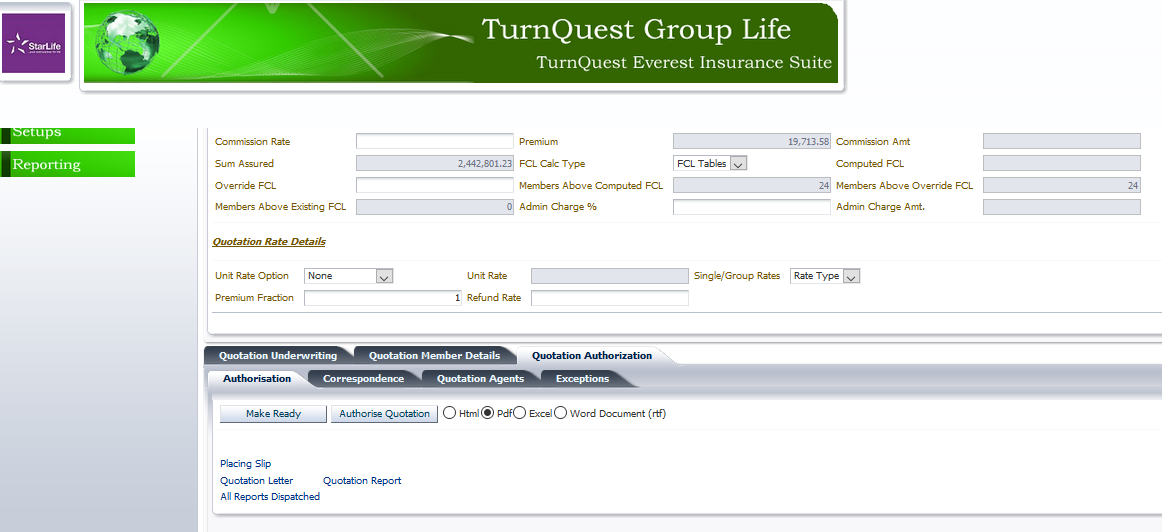 StarLife
TurnQuest Group Life
TurnQuest Everest Insurance Suite
Setups
Reporting
Commission Rate Premium 19,713.58 Commission Amt
Sum Assured 2,442,801.23 FCL Calc Type FCL Tables Computed FCL
Override FCL Members Above Computed FCL 24 Members Above Override FCL 24
Members Above Existing FCL 0 Admin Charge % Admin Charge Amt.
Quotation Rate Details
Unit Rate Option None Unit Rate Single/Group Rates Rate Type
Premium Fraction 1 Refund Rate
Quotation Underwriting Quotation Member Details Quotation Authorization
Authorisation Correspondence Quotation Agents Exceptions
Make Ready Authorise Quotation Html Pdf Excel Word Document (rtf)
Placing Slip
Quotation Letter Quotation Report
All Reports Dispatched